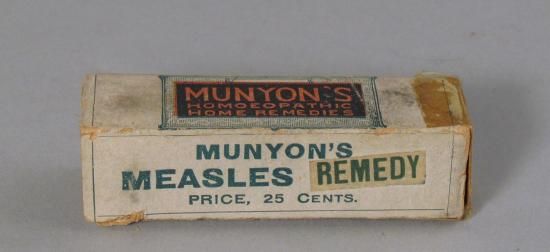 MUNYON'S
HOMOEOPATHIC
HOME REMEDIES
MUNYON'S
MEASLES REMEDY
PRICE, 25 CENTS.